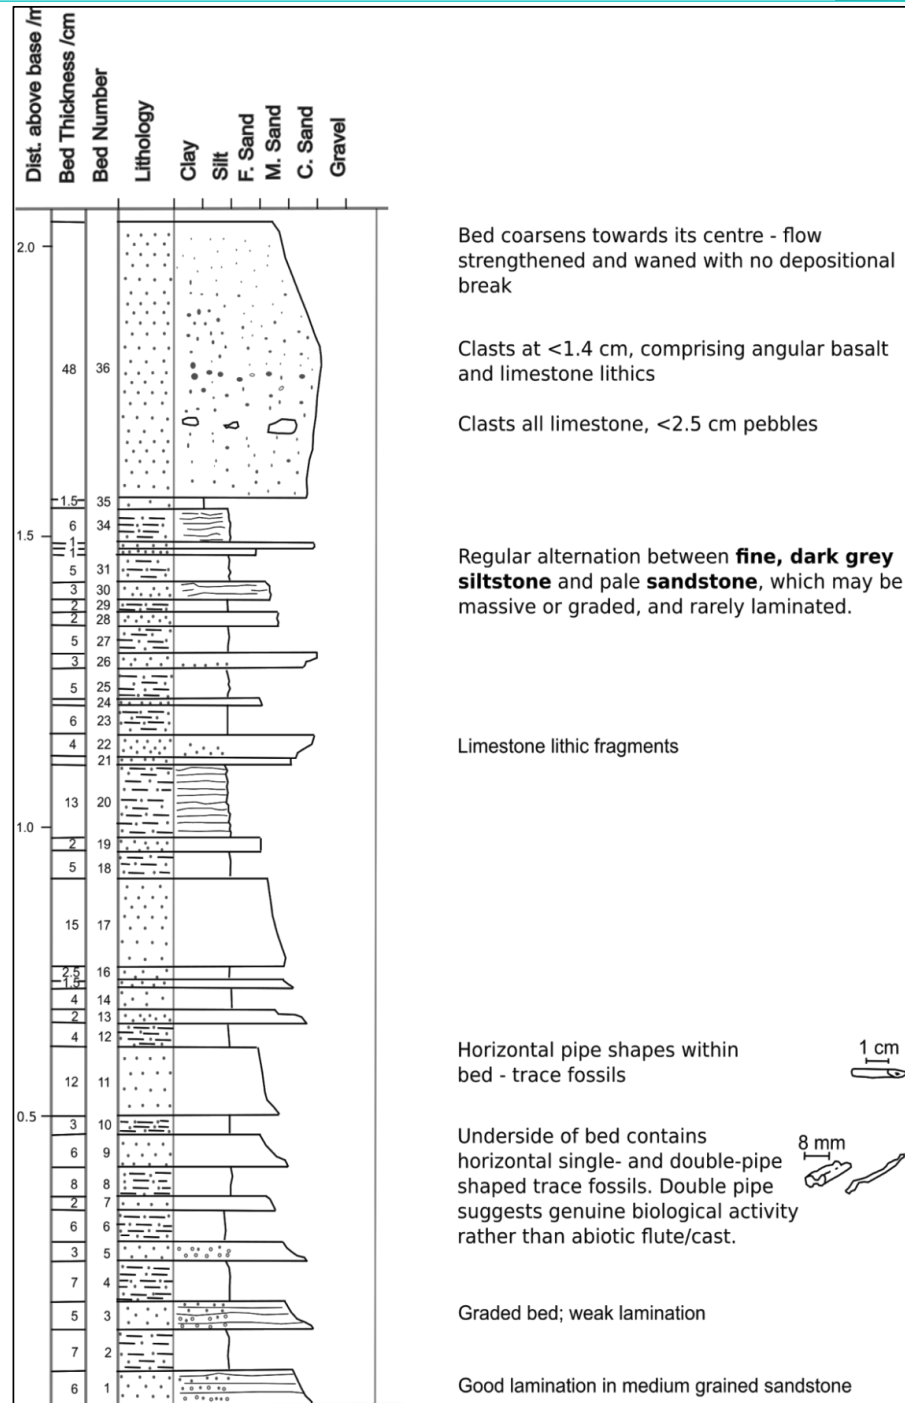 Dist. above base /m
Bed Thickness /cm
Bed Number
Lithology
Clay
Silt
F. Sand
M. Sand
C. Sand
Gravel
2.0
Bed coarsens towards its centre - flow
strengthened and waned with no depositional
break
Clasts at <1.4 cm, comprising angular basalt
and limestone lithics
48 36
Clasts all limestone, <2.5 cm pebbles
1.5 35
6 34
1.5
1
1
Regular alternation between fine, dark grey
siltstone and pale sandstone, which may be
massive or graded, and rarely laminated.
5 31
3 30
2 29
2 28
5 27
3 26
5 25
24
6 23
4 22
Limestone lithic fragments
21
13 20
1.0
2 19
5 18
15 17
2.5 16
1.5
4 14
2 13
4 12
Horizontal pipe shapes within
bed - trace fossils
1 cm
12 11
0.5
3 10
Underside of bed contains
horizontal single- and double-pipe
shaped trace fossils. Double pipe
suggests genuine biological activity
rather than abiotic flute/cast.
8 mm
6 9
8 8
2 7
6 6
3 5
7 4
5 3
Graded bed; weak lamination
7 2
6 1
Good lamination in medium grained sandstone